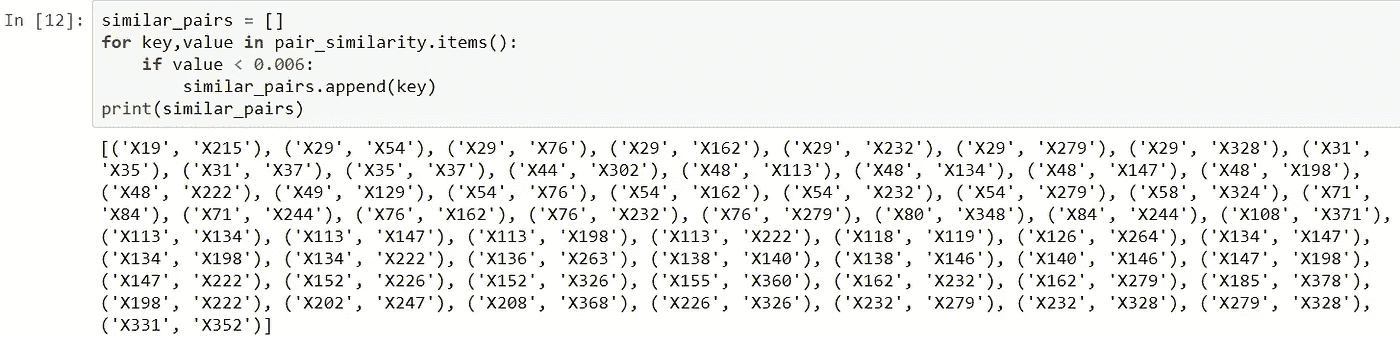 In [12]: similar_pairs = []
for key,value in pair_similarity.items():
    if value < 0.006:
        similar_pairs.append(key)
print(similar_pairs)
[('X19', 'X215'), ('X29', 'X54'), ('X29', 'X76'), ('X29', 'X162'), ('X29', 'X232'), ('X29', 'X279'), ('X29', 'X328'), ('X31',
'X35'), ('X31', 'X37'), ('X35', 'X37'), ('X44', 'X302'), ('X48', 'X113'), ('X48', 'X134'), ('X48', 'X147'), ('X48', 'X198'),
('X48', 'X222'), ('X49', 'X129'), ('X54', 'X76'), ('X54', 'X162'), ('X54', 'X232'), ('X54', 'X279'), ('X58', 'X324'), ('X71',
'X84'), ('X71', 'X244'), ('X76', 'X162'), ('X76', 'X232'), ('X76', 'X279'), ('X80', 'X348'), ('X84', 'X244'), ('X108', 'X371'),
('X113', 'X134'), ('X113', 'X147'), ('X113', 'X198'), ('X113', 'X222'), ('X118', 'X119'), ('X126', 'X264'), ('X134', 'X147'),
('X134', 'X198'), ('X134', 'X222'), ('X136', 'X263'), ('X138', 'X140'), ('X138', 'X146'), ('X140', 'X146'), ('X147', 'X198'),
('X147', 'X222'), ('X152', 'X226'), ('X152', 'X326'), ('X155', 'X360'), ('X162', 'X232'), ('X162', 'X279'), ('X185', 'X378'),
('X198', 'X222'), ('X202', 'X247'), ('X208', 'X368'), ('X226', 'X326'), ('X232', 'X279'), ('X232', 'X328'), ('X279', 'X328'),
('X331', 'X352')]